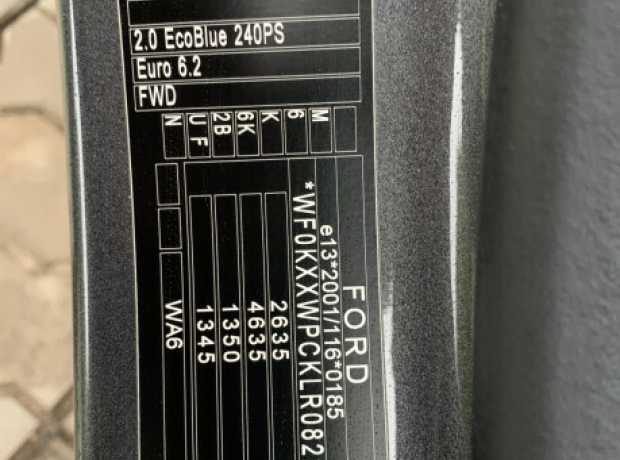 2.0 EcoBlue 240PS
Euro 6.2
FWD
FORD
e13*2001/116*0185
*WF0KXXWPCKLR082
2635
4635
1350
1345
WA6
M
6
K
6K
2B
UF
N